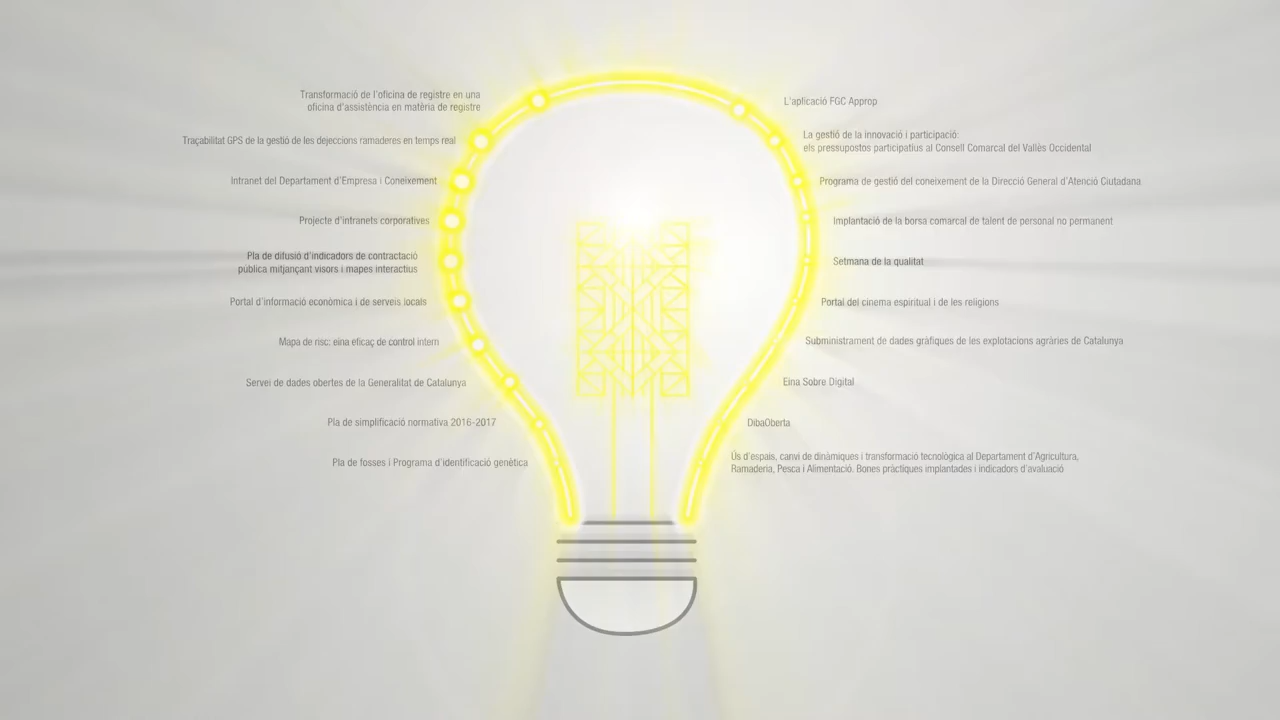 Transformació de l'oficina de registre en una
oficina d'assistència en matèria de registre
Traçabilitat GPS de la gestió de les dejeccions ramaderes en temps real
Intranet del Departament d'Empresa i Coneixement
Projecte d'intranets corporatives
Pla de difusió d'indicadors de contractació
pública mitjançant visors i mapes interactius
Portal d'informació econòmica i de serveis locals
Mapa de risc: eina eficaç de control intern
Servei de dades obertes de la Generalitat de Catalunya
Pla de simplificació normativa 2016-2017
Pla de fosses i Programa d'identificació genètica
L'aplicació FGC Approp
La gestió de la innovació i participació:
els pressupostos participatius al Consell Comarcal del Vallès Occidental
Programa de gestió del coneixement de la Direcció General d'Atenció Ciutadana
Implantació de la borsa comarcal de talent de personal no permanent
Setmana de la qualitat
Portal del cinema espiritual i de les religions
Subministrament de dades gràfiques de les explotacions agràries de Catalunya
Eina Sobre Digital
DibaOberta
Ús d'espais, canvi de dinàmiques i transformació tecnològica al Departament d'Agricultura,
Ramaderia, Pesca i Alimentació. Bones pràctiques implantades i indicadors d'avaluació